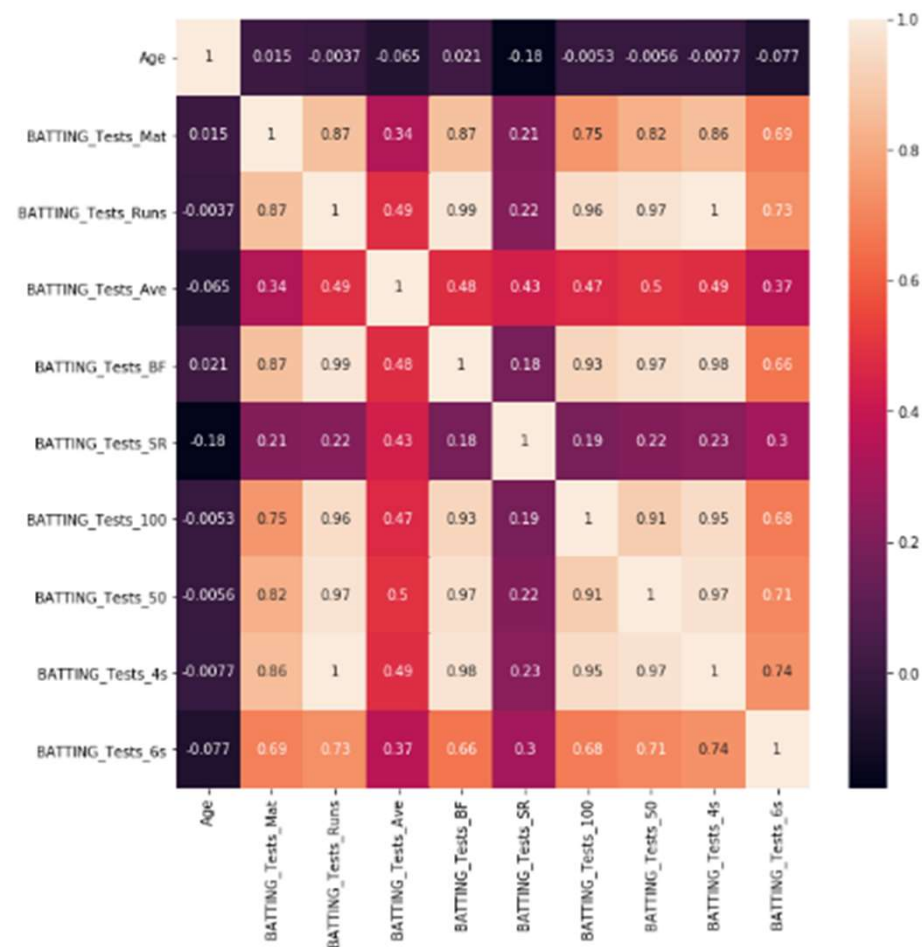 Age 1 0.015 -0.0037 -0.065 0.021 -0.18 -0.0053 -0.0056 -0.0077 -0.077
BATTING_Tests_Mat 0.015 1 0.87 0.34 0.87 0.21 0.75 0.82 0.86 0.69
BATTING_Tests_Runs -0.0037 0.87 1 0.49 0.99 0.22 0.96 0.97 1 0.73
BATTING_Tests_Ave -0.065 0.34 0.49 1 0.48 0.43 0.47 0.5 0.49 0.37
BATTING_Tests_BF 0.021 0.87 0.99 0.48 1 0.18 0.93 0.97 0.98 0.66
BATTING_Tests_SR -0.18 0.21 0.22 0.43 0.18 1 0.19 0.22 0.23 0.3
BATTING_Tests_100 -0.0053 0.75 0.96 0.47 0.93 0.19 1 0.91 0.95 0.68
BATTING_Tests_50 -0.0056 0.82 0.97 0.5 0.97 0.22 0.91 1 0.97 0.71
BATTING_Tests_4s -0.0077 0.86 1 0.49 0.98 0.23 0.95 0.97 1 0.74
BATTING_Tests_6s -0.077 0.69 0.73 0.37 0.66 0.3 0.68 0.71 0.74 1
Age
BATTING_Tests_Mat
BATTING_Tests_Runs
BATTING_Tests_Ave
BATTING_Tests_BF
BATTING_Tests_SR
BATTING_Tests_100
BATTING_Tests_50
BATTING_Tests_4s
BATTING_Tests_6s
1.0
0.8
0.6
0.4
0.2
0.0